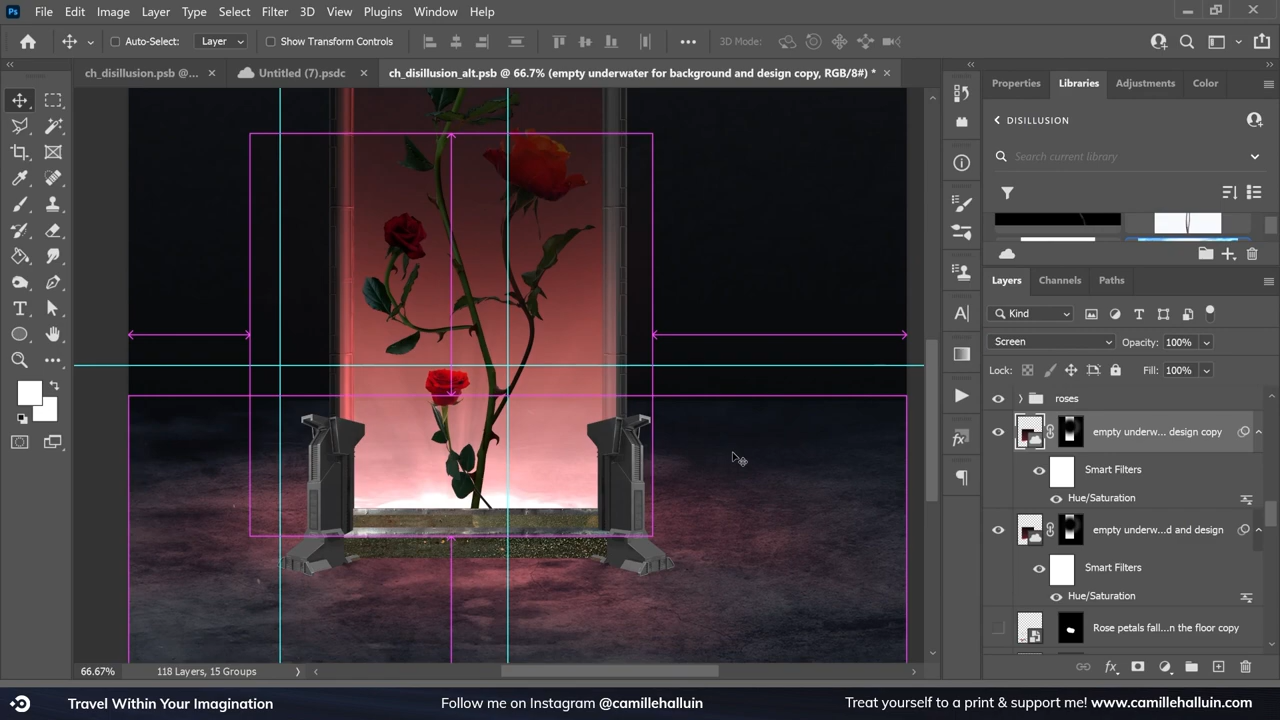 Ps File Edit Image Layer Type Select Filter 3D View Plugins Window Help
Auto-Select: Layer Show Transform Controls 3D Mode:
ch_disillusion.psb @... Untitled (7).psdc ch_disillusion_alt.psb @ 66.7% (empty underwater for background and design copy, RGB/8#) *
Properties Libraries Adjustments Color
DISILLUSION
Search current library
Layers Channels Paths
Kind
Screen Opacity: 100%
Lock: Fill: 100%
roses
empty underw... design copy
Smart Filters
Hue/Saturation
empty underw...d and design
Smart Filters
Hue/Saturation
Rose petals fall...n the floor copy
66.67% 118 Layers, 15 Groups
Travel Within Your Imagination Follow me on Instagram @camillehalluin Treat yourself to a print & support me! www.camillehalluin.com